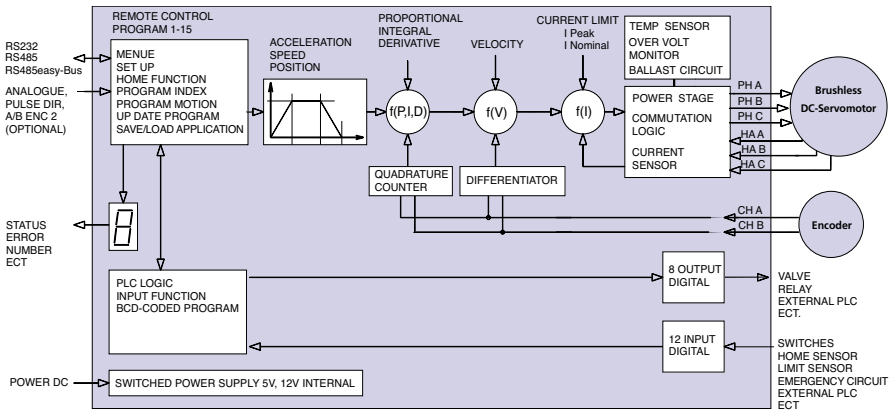 REMOTE CONTROL
PROGRAM 1-15
RS232
RS485
RS485easy-Bus
ANALOGUE,
PULSE DIR,
A/B ENC 2
(OPTIONAL)
MENUE
SET UP
HOME FUNCTION
PROGRAM INDEX
PROGRAM MOTION
UP DATE PROGRAM
SAVE/LOAD APPLICATION
ACCELERATION
SPEED
POSITION
PROPORTIONAL
INTEGRAL
DERIVATIVE
f(P,I,D)
VELOCITY
f(V)
CURRENT LIMIT
I Peak
I Nominal
f(I)
TEMP SENSOR
OVER VOLT
MONITOR
BALLAST CIRCUIT
POWER STAGE
COMMUTATION
LOGIC
CURRENT
SENSOR
PH A
PH B
PH C
HA A
HA B
HA C
Brushless
DC-Servomotor
QUADRATURE
COUNTER
DIFFERENTIATOR
CH A
CH B
Encoder
8
STATUS
ERROR
NUMBER
ECT
PLC LOGIC
INPUT FUNCTION
BCD-CODED PROGRAM
8 OUTPUT
DIGITAL
VALVE
RELAY
EXTERNAL PLC
ECT.
12 INPUT
DIGITAL
SWITCHES
HOME SENSOR
LIMIT SENSOR
EMERGENCY CIRCUIT
EXTERNAL PLC
ECT
POWER DC
SWITCHED POWER SUPPLY 5V, 12V INTERNAL